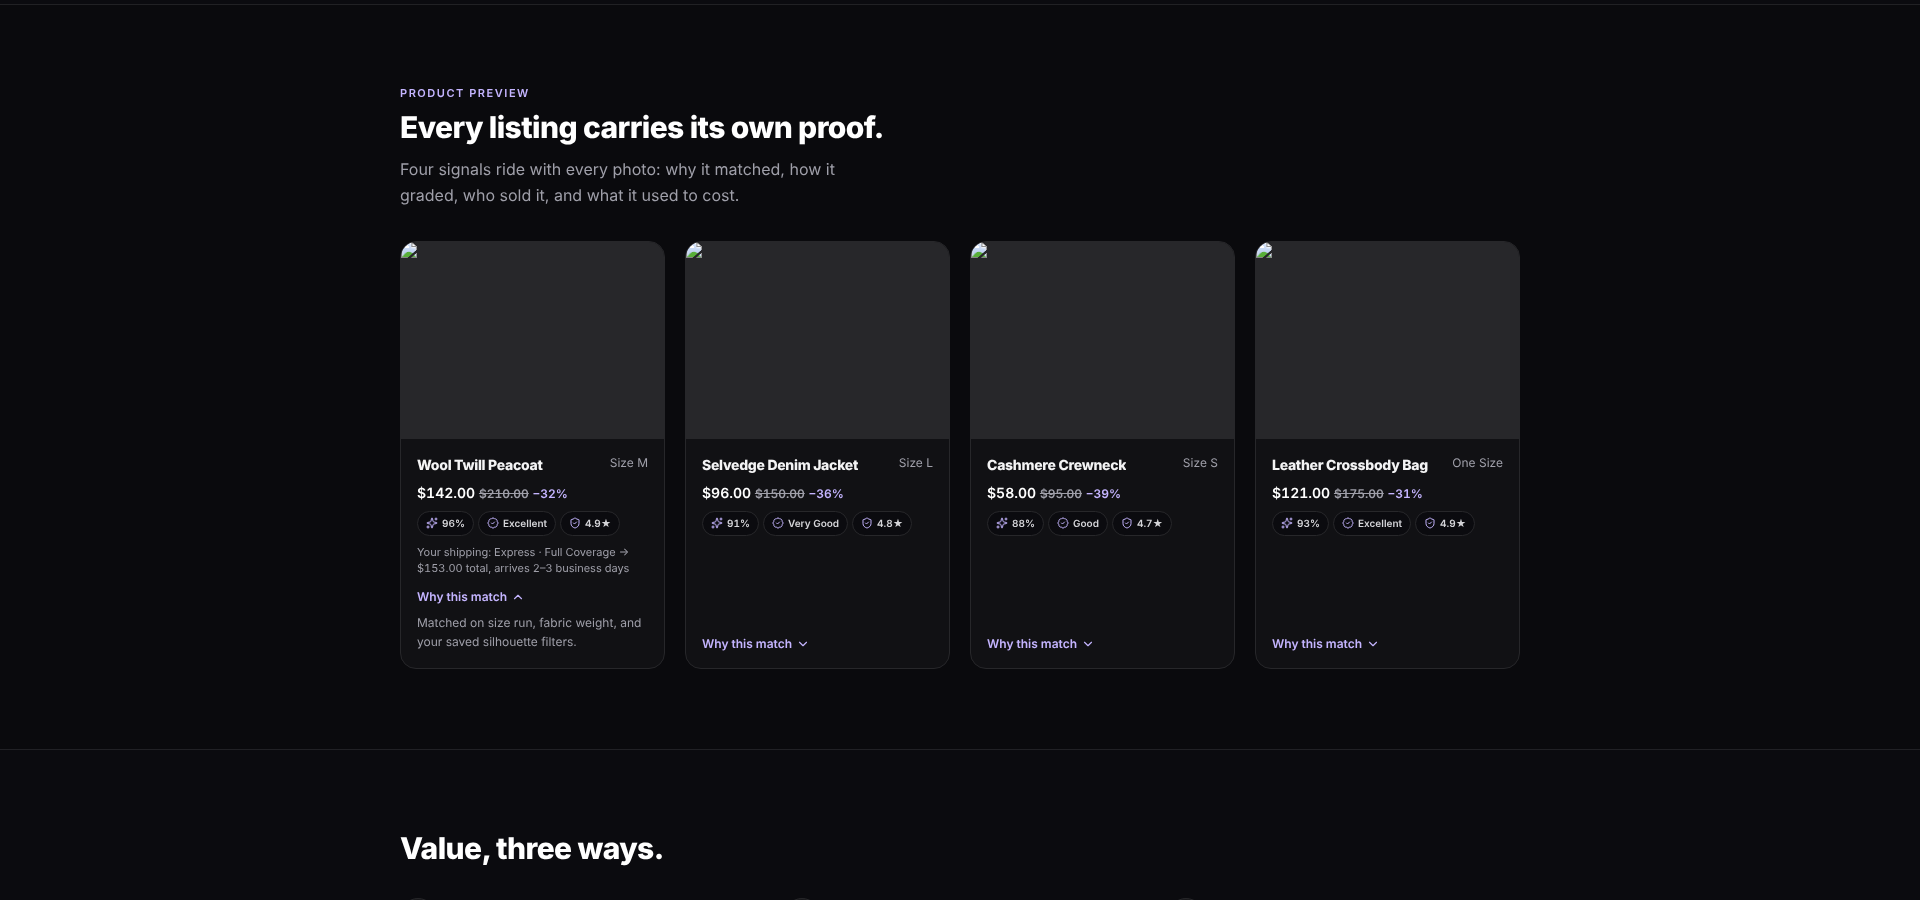 PRODUCT PREVIEW
Every listing carries its own proof.
Four signals ride with every photo: why it matched, how it
graded, who sold it, and what it used to cost.
Wool Twill Peacoat Size M
$142.00 $210.00 −32%
96% Excellent 4.9★
Your shipping: Express · Full Coverage →
$153.00 total, arrives 2–3 business days
Why this match
Matched on size run, fabric weight, and
your saved silhouette filters.
Selvedge Denim Jacket Size L
$96.00 $150.00 −36%
91% Very Good 4.8★
Why this match
Cashmere Crewneck Size S
$58.00 $95.00 −39%
88% Good 4.7★
Why this match
Leather Crossbody Bag One Size
$121.00 $175.00 −31%
93% Excellent 4.9★
Why this match
Value, three ways.